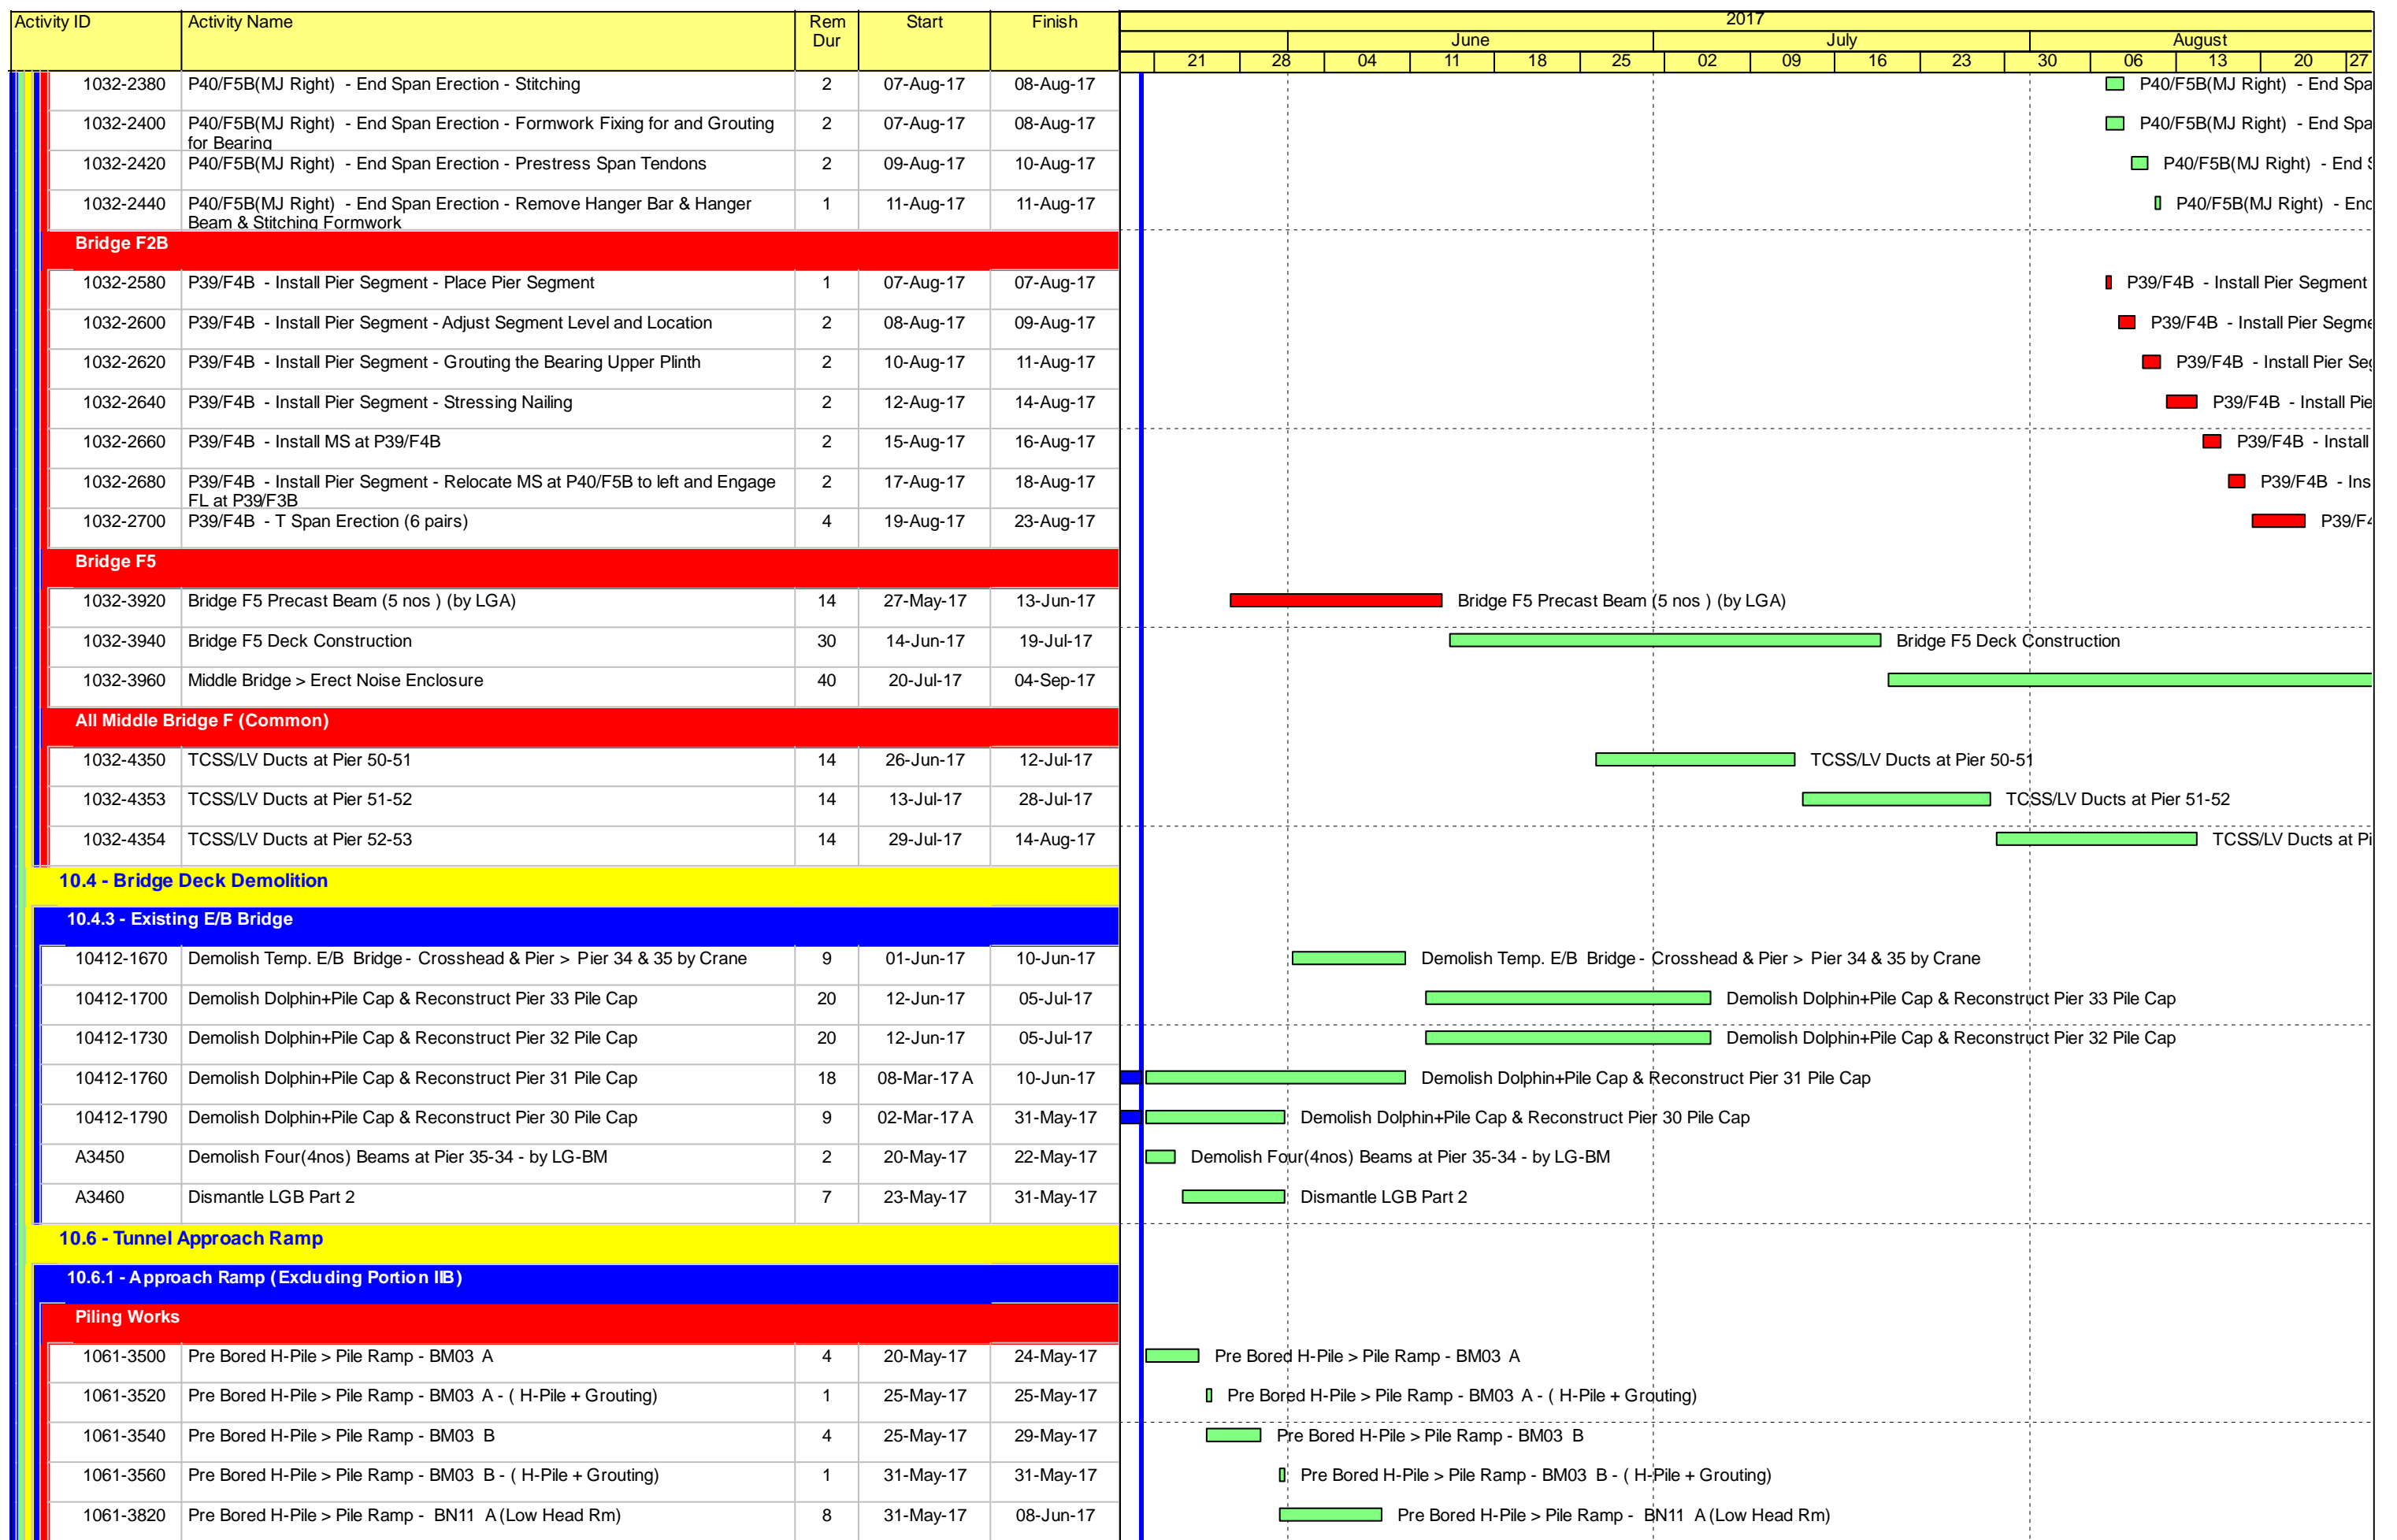 Activity ID Activity Name Rem Dur Start Finish 2017
June July August
21 28 04 11 18 25 02 09 16 23 30 06 13 20 27
1032-2380 P40/F5B(MJ Right) - End Span Erection - Stitching 2 07-Aug-17 08-Aug-17 P40/F5B(MJ Right) - End Spa
1032-2400 P40/F5B(MJ Right) - End Span Erection - Formwork Fixing for and Grouting for Bearing 2 07-Aug-17 08-Aug-17 P40/F5B(MJ Right) - End Spa
1032-2420 P40/F5B(MJ Right) - End Span Erection - Prestress Span Tendons 2 09-Aug-17 10-Aug-17 P40/F5B(MJ Right) - End S
1032-2440 P40/F5B(MJ Right) - End Span Erection - Remove Hanger Bar & Hanger Beam & Stitching Formwork 1 11-Aug-17 11-Aug-17 P40/F5B(MJ Right) - End
Bridge F2B
1032-2580 P39/F4B - Install Pier Segment - Place Pier Segment 1 07-Aug-17 07-Aug-17 P39/F4B - Install Pier Segment
1032-2600 P39/F4B - Install Pier Segment - Adjust Segment Level and Location 2 08-Aug-17 09-Aug-17 P39/F4B - Install Pier Segme
1032-2620 P39/F4B - Install Pier Segment - Grouting the Bearing Upper Plinth 2 10-Aug-17 11-Aug-17 P39/F4B - Install Pier Seg
1032-2640 P39/F4B - Install Pier Segment - Stressing Nailing 2 12-Aug-17 14-Aug-17 P39/F4B - Install Pie
1032-2660 P39/F4B - Install MS at P39/F4B 2 15-Aug-17 16-Aug-17 P39/F4B - Install
1032-2680 P39/F4B - Install Pier Segment - Relocate MS at P40/F5B to left and Engage FL at P39/F3B 2 17-Aug-17 18-Aug-17 P39/F4B - Ins
1032-2700 P39/F4B - T Span Erection (6 pairs) 4 19-Aug-17 23-Aug-17 P39/F4
Bridge F5
1032-3920 Bridge F5 Precast Beam (5 nos ) (by LGA) 14 27-May-17 13-Jun-17 Bridge F5 Precast Beam (5 nos ) (by LGA)
1032-3940 Bridge F5 Deck Construction 30 14-Jun-17 19-Jul-17 Bridge F5 Deck Construction
1032-3960 Middle Bridge > Erect Noise Enclosure 40 20-Jul-17 04-Sep-17
All Middle Bridge F (Common)
1032-4350 TCSS/LV Ducts at Pier 50-51 14 26-Jun-17 12-Jul-17 TCSS/LV Ducts at Pier 50-51
1032-4353 TCSS/LV Ducts at Pier 51-52 14 13-Jul-17 28-Jul-17 TCSS/LV Ducts at Pier 51-52
1032-4354 TCSS/LV Ducts at Pier 52-53 14 29-Jul-17 14-Aug-17 TCSS/LV Ducts at Pi
10.4 - Bridge Deck Demolition
10.4.3 - Existing E/B Bridge
10412-1670 Demolish Temp. E/B Bridge - Crosshead & Pier > Pier 34 & 35 by Crane 9 01-Jun-17 10-Jun-17 Demolish Temp. E/B Bridge - Crosshead & Pier > Pier 34 & 35 by Crane
10412-1700 Demolish Dolphin+Pile Cap & Reconstruct Pier 33 Pile Cap 20 12-Jun-17 05-Jul-17 Demolish Dolphin+Pile Cap & Reconstruct Pier 33 Pile Cap
10412-1730 Demolish Dolphin+Pile Cap & Reconstruct Pier 32 Pile Cap 20 12-Jun-17 05-Jul-17 Demolish Dolphin+Pile Cap & Reconstruct Pier 32 Pile Cap
10412-1760 Demolish Dolphin+Pile Cap & Reconstruct Pier 31 Pile Cap 18 08-Mar-17 A 10-Jun-17 Demolish Dolphin+Pile Cap & Reconstruct Pier 31 Pile Cap
10412-1790 Demolish Dolphin+Pile Cap & Reconstruct Pier 30 Pile Cap 9 02-Mar-17 A 31-May-17 Demolish Dolphin+Pile Cap & Reconstruct Pier 30 Pile Cap
A3450 Demolish Four(4nos) Beams at Pier 35-34 - by LG-BM 2 20-May-17 22-May-17 Demolish Four(4nos) Beams at Pier 35-34 - by LG-BM
A3460 Dismantle LGB Part 2 7 23-May-17 31-May-17 Dismantle LGB Part 2
10.6 - Tunnel Approach Ramp
10.6.1 - Approach Ramp (Excluding Portion IIB)
Piling Works
1061-3500 Pre Bored H-Pile > Pile Ramp - BM03 A 4 20-May-17 24-May-17 Pre Bored H-Pile > Pile Ramp - BM03 A
1061-3520 Pre Bored H-Pile > Pile Ramp - BM03 A - ( H-Pile + Grouting) 1 25-May-17 25-May-17 Pre Bored H-Pile > Pile Ramp - BM03 A - ( H-Pile + Grouting)
1061-3540 Pre Bored H-Pile > Pile Ramp - BM03 B 4 25-May-17 29-May-17 Pre Bored H-Pile > Pile Ramp - BM03 B
1061-3560 Pre Bored H-Pile > Pile Ramp - BM03 B - ( H-Pile + Grouting) 1 31-May-17 31-May-17 Pre Bored H-Pile > Pile Ramp - BM03 B - ( H-Pile + Grouting)
1061-3820 Pre Bored H-Pile > Pile Ramp - BN11 A (Low Head Rm) 8 31-May-17 08-Jun-17 Pre Bored H-Pile > Pile Ramp - BN11 A (Low Head Rm)